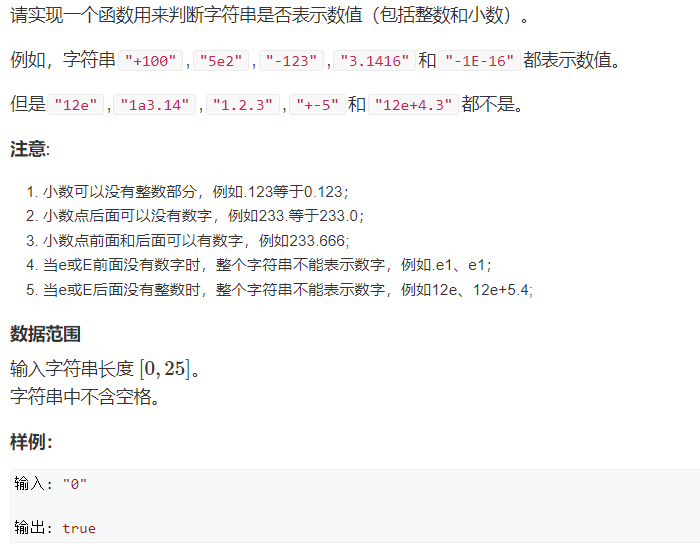 请实现一个函数用来判断字符串是否表示数值（包括整数和小数）。
例如，字符串"+100","5e2","-123","3.1416"和"-1E-16"都表示数值。
但是"12e","1a3.14","1.2.3","+-5"和"12e+4.3"都不是。
注意:
1. 小数可以没有整数部分，例如.123等于0.123；
2. 小数点后面可以没有数字，例如233.等于233.0；
3. 小数点前面和后面可以有数字，例如233.666;
4. 当e或E前面没有数字时，整个字符串不能表示数字，例如.e1、e1；
5. 当e或E后面没有整数时，整个字符串不能表示数字，例如12e、12e+5.4;
数据范围
输入字符串长度 [0,25]。
字符串中不含空格。
样例：
输入: "0"
输出: true